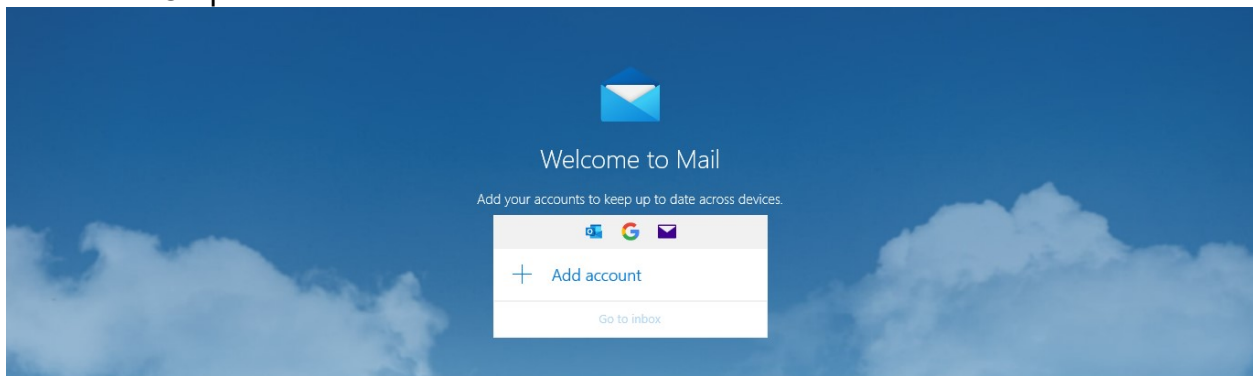 Welcome to Mail
Add your accounts to keep up to date across devices.
Add account
Go to inbox